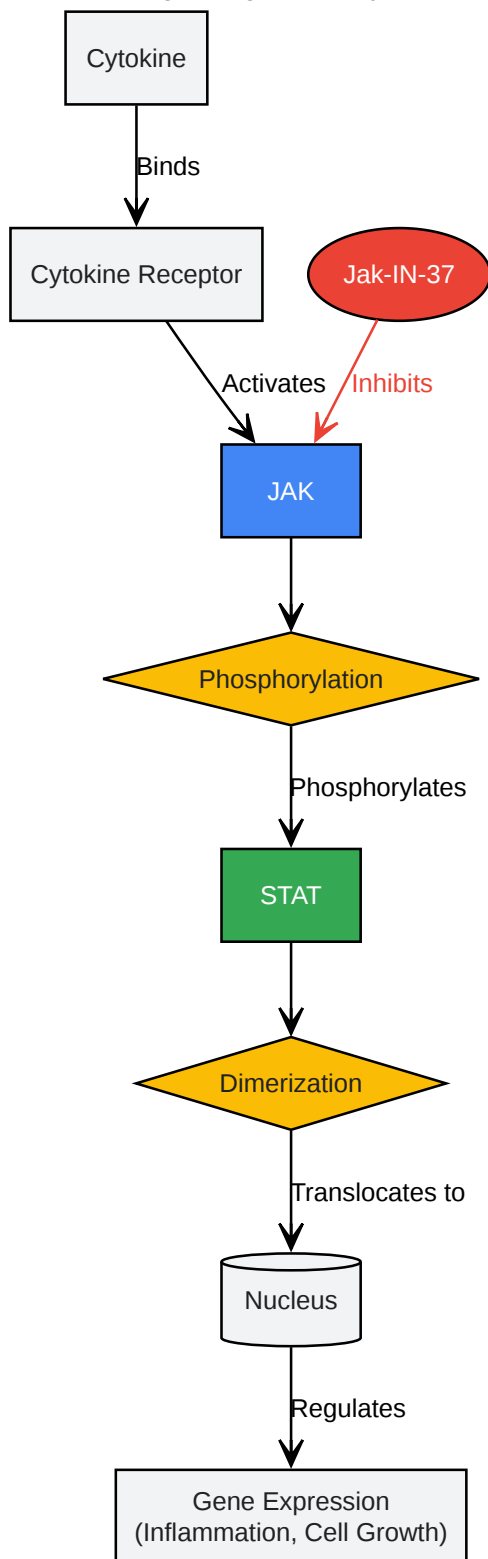 Cytokine
Binds
Cytokine Receptor
Jak-IN-37
Activates
Inhibits
JAK
Phosphorylation
Phosphorylates
STAT
Dimerization
Translocates to
Nucleus
Regulates
Gene Expression
(Inflammation, Cell Growth)